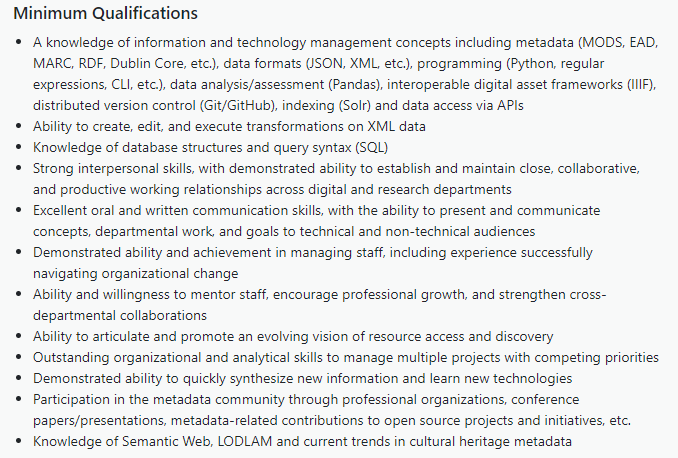 Minimum Qualifications
• A knowledge of information and technology management concepts including metadata (MODS, EAD,
MARC, RDF, Dublin Core, etc.), data formats (JSON, XML, etc.), programming (Python, regular
expressions, CLI, etc.), data analysis/assessment (Pandas), interoperable digital asset frameworks (IIIF),
distributed version control (Git/GitHub), indexing (Solr) and data access via APIs
• Ability to create, edit, and execute transformations on XML data
• Knowledge of database structures and query syntax (SQL)
• Strong interpersonal skills, with demonstrated ability to establish and maintain close, collaborative,
and productive working relationships across digital and research departments
• Excellent oral and written communication skills, with the ability to present and communicate
concepts, departmental work, and goals to technical and non-technical audiences
• Demonstrated ability and achievement in managing staff, including experience successfully
navigating organizational change
• Ability and willingness to mentor staff, encourage professional growth, and strengthen cross-
departmental collaborations
• Ability to articulate and promote an evolving vision of resource access and discovery
• Outstanding organizational and analytical skills to manage multiple projects with competing priorities
• Demonstrated ability to quickly synthesize new information and learn new technologies
• Participation in the metadata community through professional organizations, conference
papers/presentations, metadata-related contributions to open source projects and initiatives, etc.
• Knowledge of Semantic Web, LODLAM and current trends in cultural heritage metadata